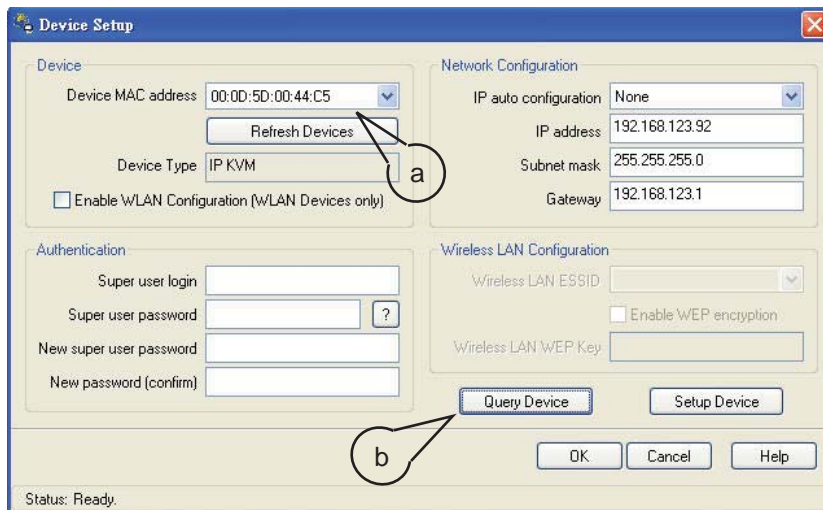 Device Setup
Device
Device MAC address 00:0D:5D:00:44:C5
Refresh Devices
Device Type IP KVM
Enable WLAN Configuration (WLAN Devices only)
a
Network Configuration
IP auto configuration None
IP address 192.168.123.92
Subnet mask 255.255.255.0
Gateway 192.168.123.1
Authentication
Super user login
Super user password ?
New super user password
New password (confirm)
Wireless LAN Configuration
Wireless LAN ESSID
Enable WEP encryption
Wireless LAN WEP Key
Query Device Setup Device
b
OK Cancel Help
Status: Ready.